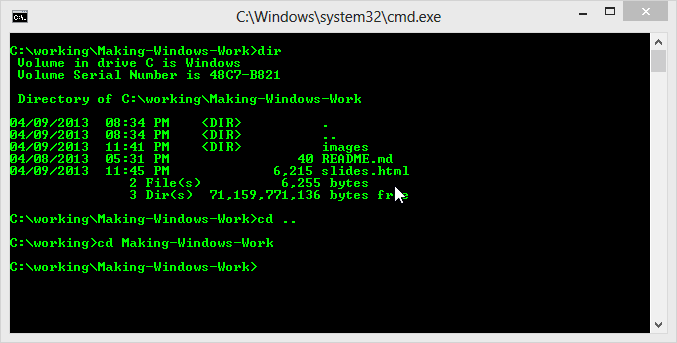 C:\Windows\system32\cmd.exe
C:\working\Making-Windows-Work>dir
 Volume in drive C is Windows
 Volume Serial Number is 48C7-B821

 Directory of C:\working\Making-Windows-Work

04/09/2013  08:34 PM    <DIR>          .
04/09/2013  08:34 PM    <DIR>          ..
04/09/2013  11:41 PM    <DIR>          images
04/08/2013  05:31 PM                40 README.md
04/09/2013  11:45 PM             6,215 slides.html
               2 File(s)          6,255 bytes
               3 Dir(s)  71,159,771,136 bytes free

C:\working\Making-Windows-Work>cd ..

C:\working>cd Making-Windows-Work

C:\working\Making-Windows-Work>